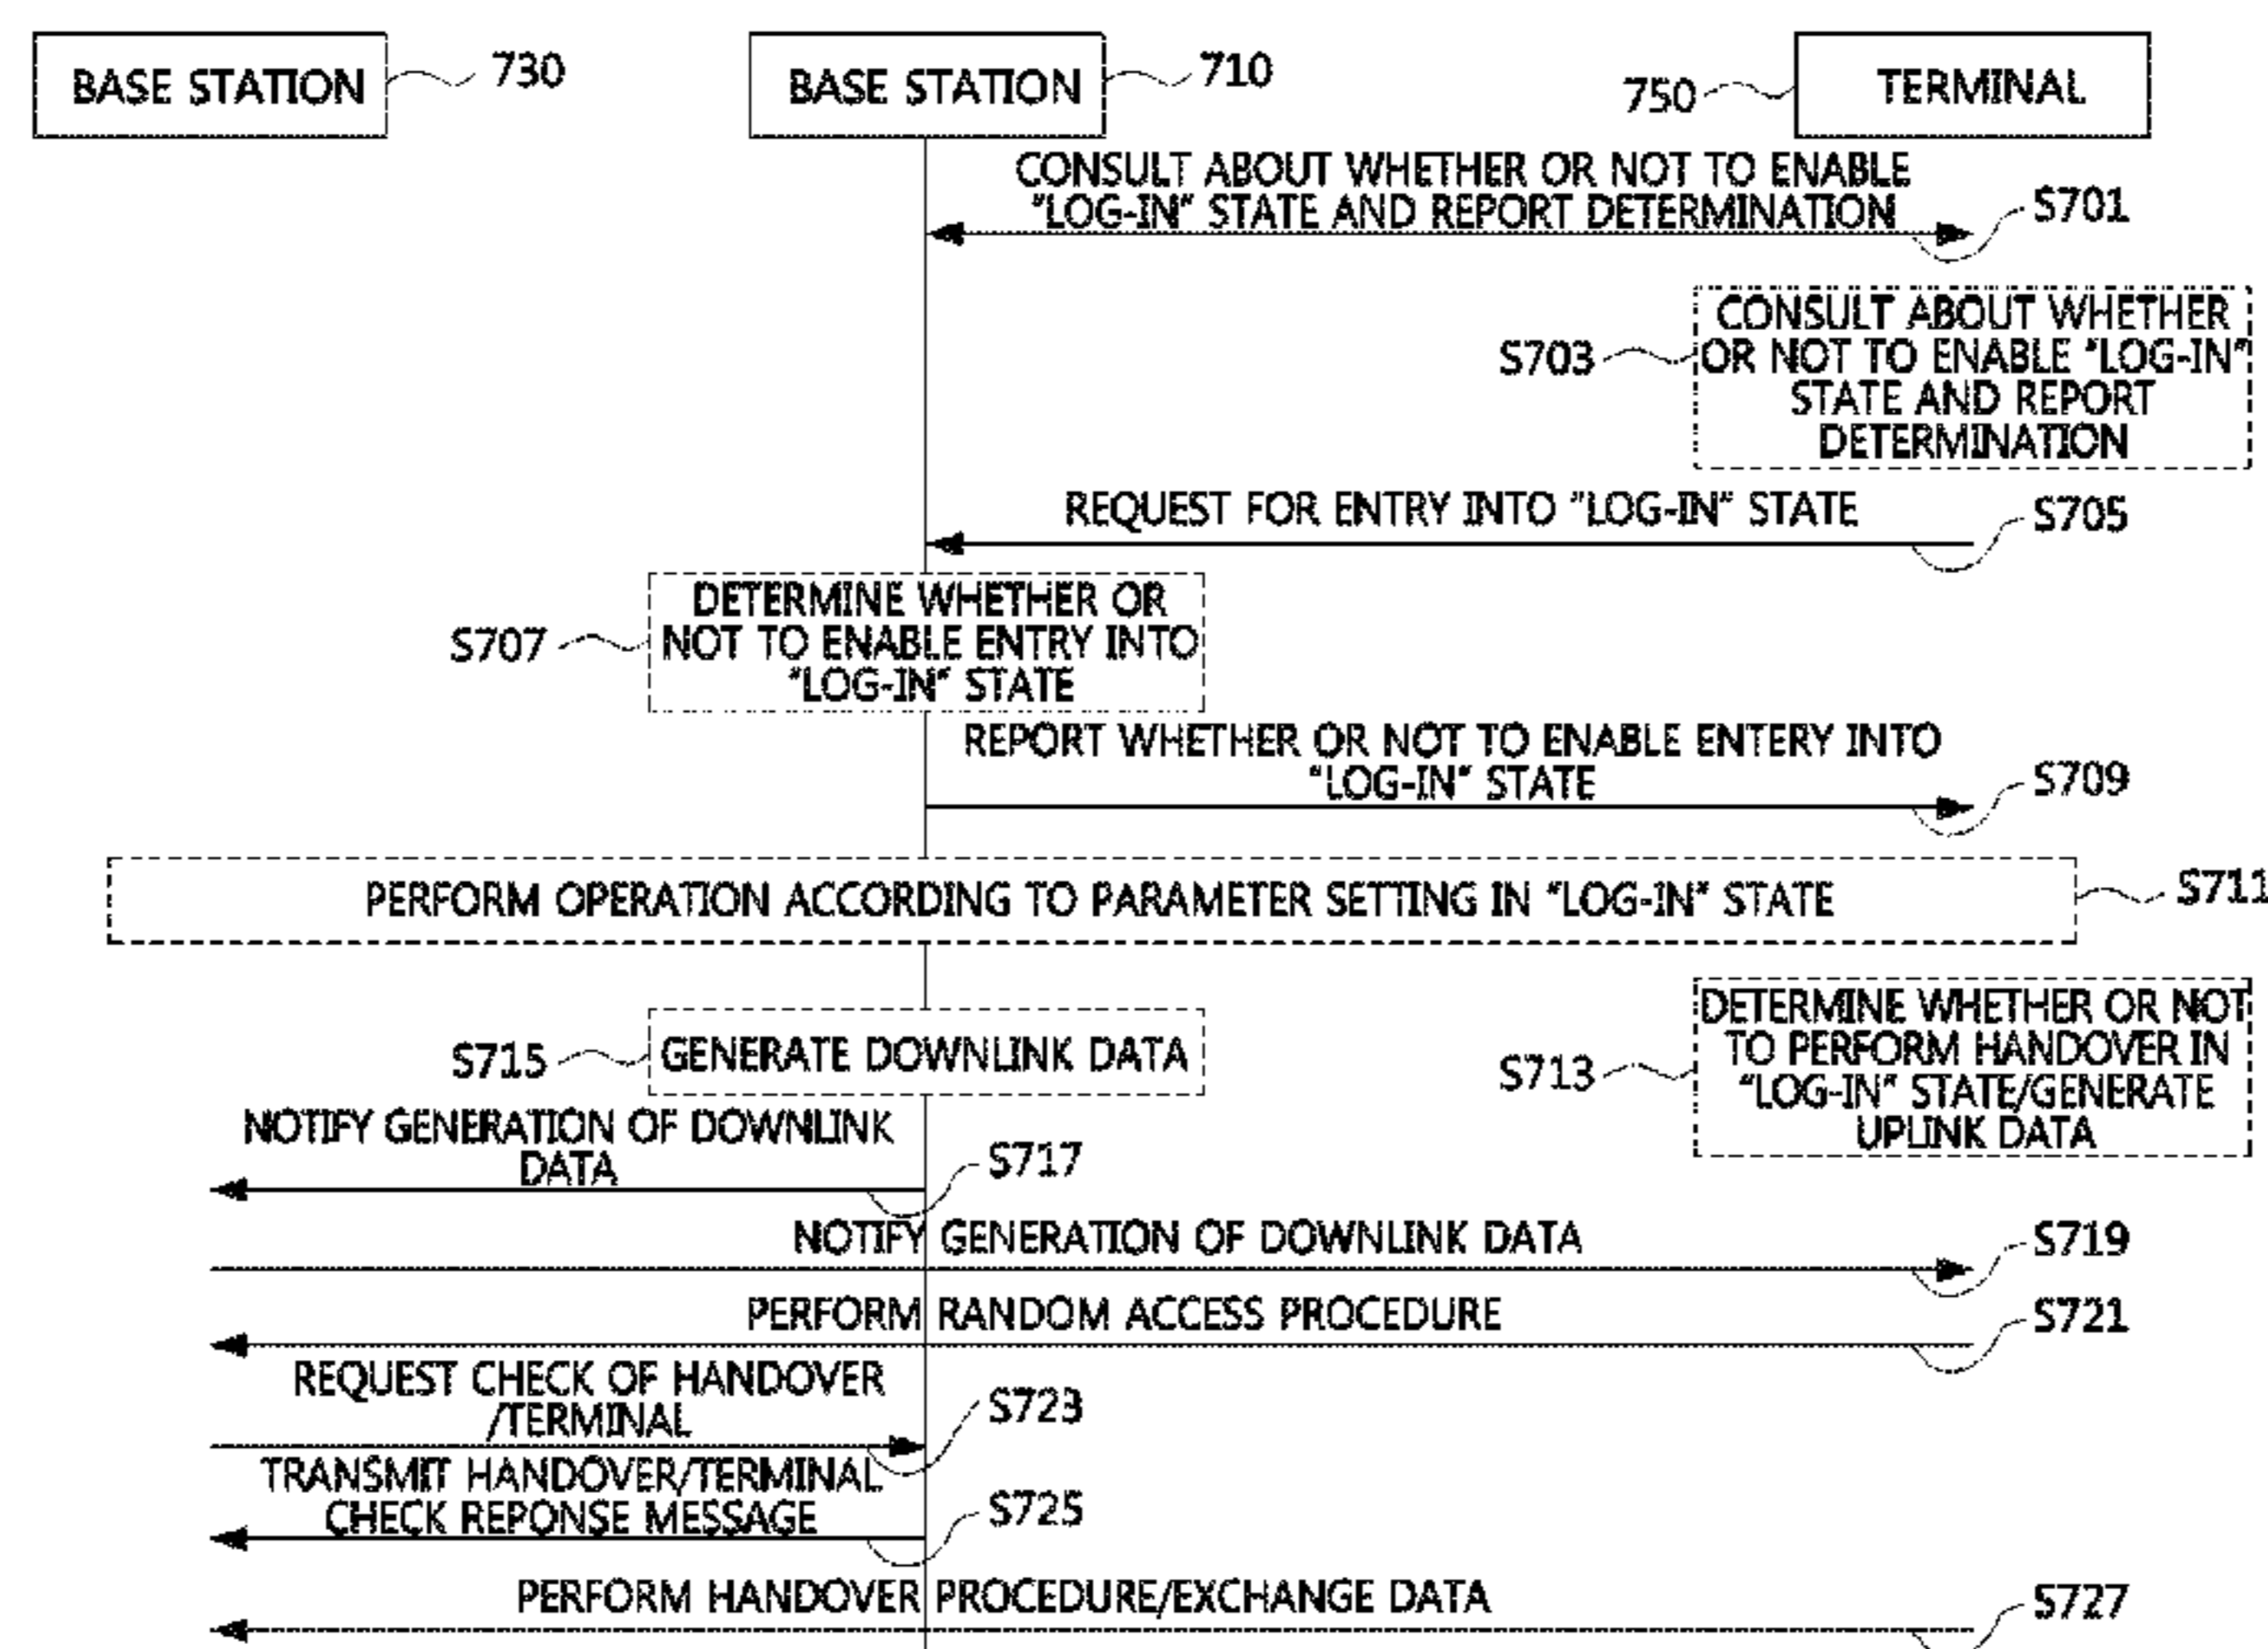 BASE STATION
730
BASE STATION
710
750
TERMINAL
CONSULT ABOUT WHETHER OR NOT TO ENABLE
"LOG-IN" STATE AND REPORT DETERMINATION
S701
CONSULT ABOUT WHETHER
OR NOT TO ENABLE "LOG-IN"
STATE AND REPORT
DETERMINATION
S703
REQUEST FOR ENTRY INTO "LOG-IN" STATE
S705
DETERMINE WHETHER OR
NOT TO ENABLE ENTRY INTO
"LOG-IN" STATE
S707
REPORT WHETHER OR NOT TO ENABLE ENTERY INTO
"LOG-IN" STATE
S709
PERFORM OPERATION ACCORDING TO PARAMETER SETTING IN "LOG-IN" STATE
S711
S715
GENERATE DOWNLINK DATA
S713
DETERMINE WHETHER OR NOT
TO PERFORM HANDOVER IN
"LOG-IN" STATE/GENERATE
UPLINK DATA
NOTIFY GENERATION OF DOWNLINK
DATA
S717
NOTIFY GENERATION OF DOWNLINK DATA
S719
PERFORM RANDOM ACCESS PROCEDURE
S721
REQUEST CHECK OF HANDOVER
/TERMINAL
S723
TRANSMIT HANDOVER/TERMINAL
CHECK REPONSE MESSAGE
S725
PERFORM HANDOVER PROCEDURE/EXCHANGE DATA
S727